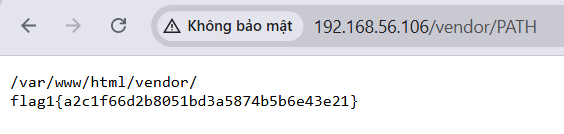 Không bảo mật 192.168.56.106/vendor/PATH
/var/www/html/vendor/
flag1{a2c1f66d2b8051bd3a5874b5b6e43e21}